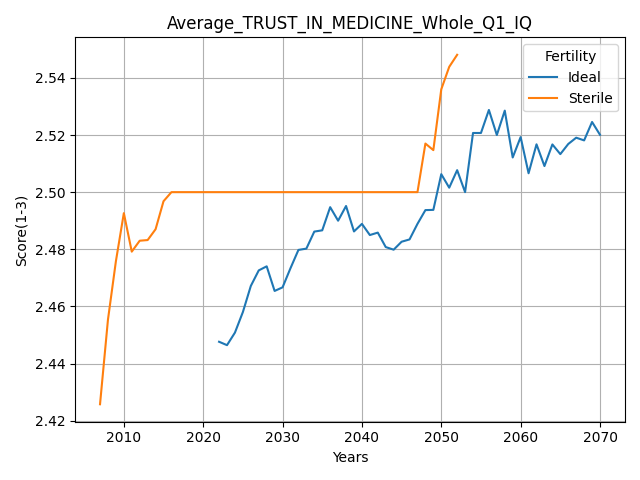 Average_TRUST_IN_MEDICINE_Whole_Q1_IQ
Fertility
Ideal
Sterile
2.54
2.52
2.50
2.48
2.46
2.44
2.42
Score(1-3)
2010 2020 2030 2040 2050 2060 2070
Years